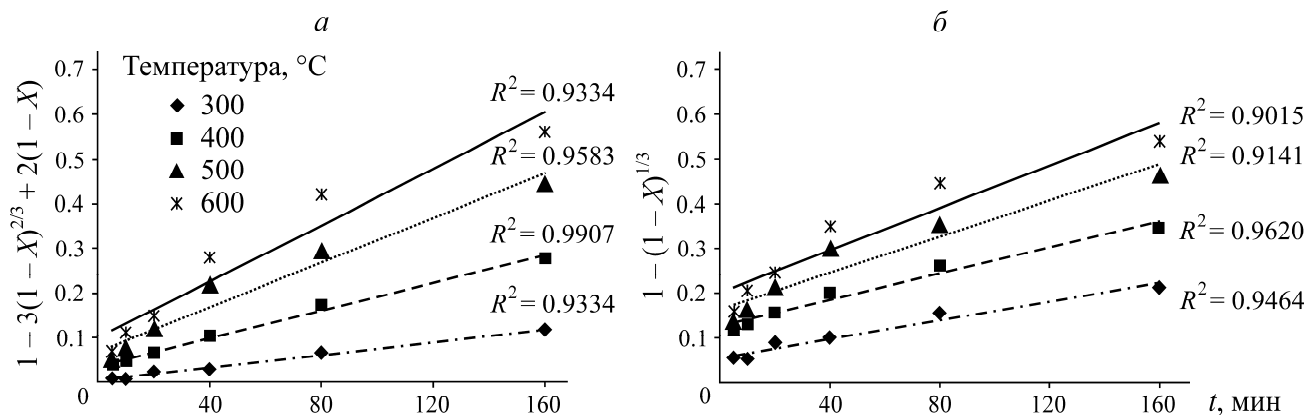 а
1 − 3(1 − X)^{2/3} + 2(1 − X)
0.7
0.6
0.5
0.4
0.3
0.2
0.1
0
40
80
120
160
Температура, °C
300
400
500
600
R² = 0.9334
R² = 0.9583
R² = 0.9907
R² = 0.9334
б
1 − (1 − X)^{1/3}
0.7
0.6
0.5
0.4
0.3
0.2
0.1
0
40
80
120
160
t, мин
R² = 0.9015
R² = 0.9141
R² = 0.9620
R² = 0.9464